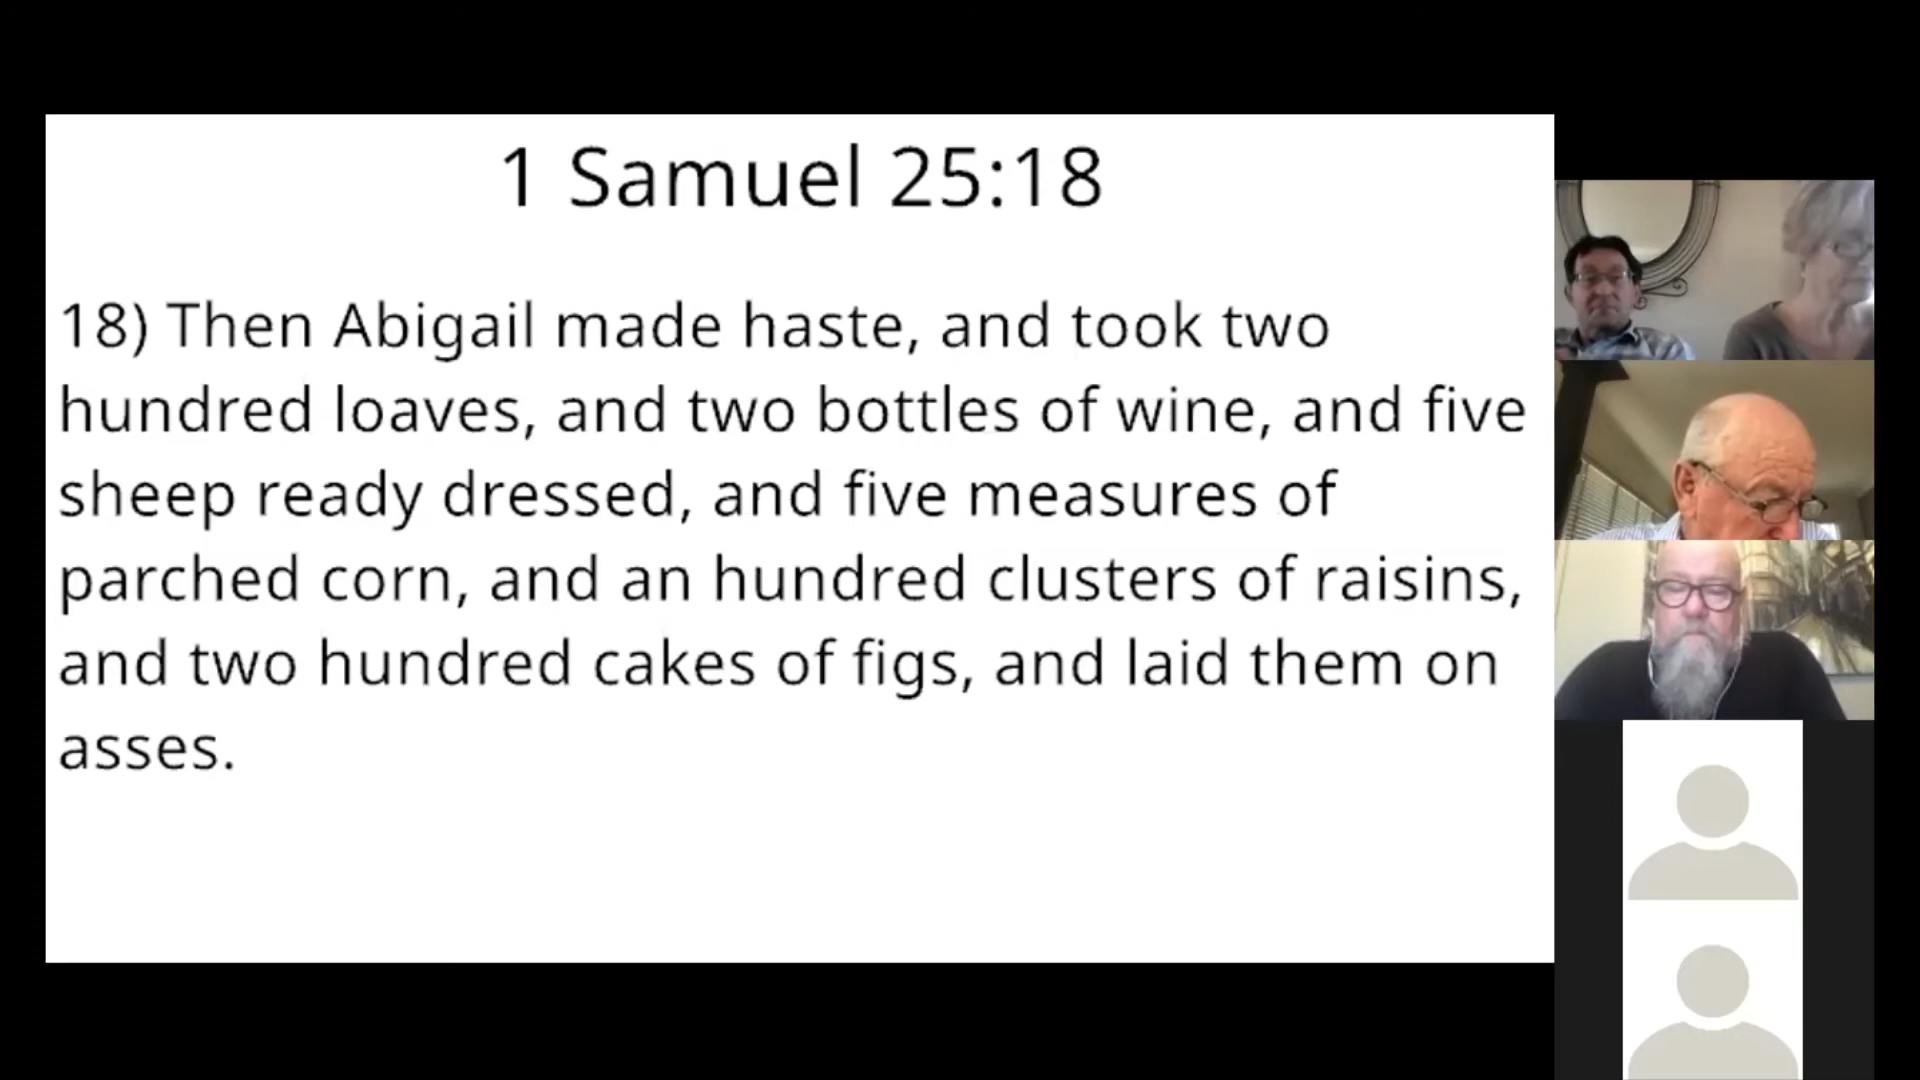 1 Samuel 25:18
18) Then Abigail made haste, and took two
hundred loaves, and two bottles of wine, and five
sheep ready dressed, and five measures of
parched corn, and an hundred clusters of raisins,
and two hundred cakes of figs, and laid them on
asses.